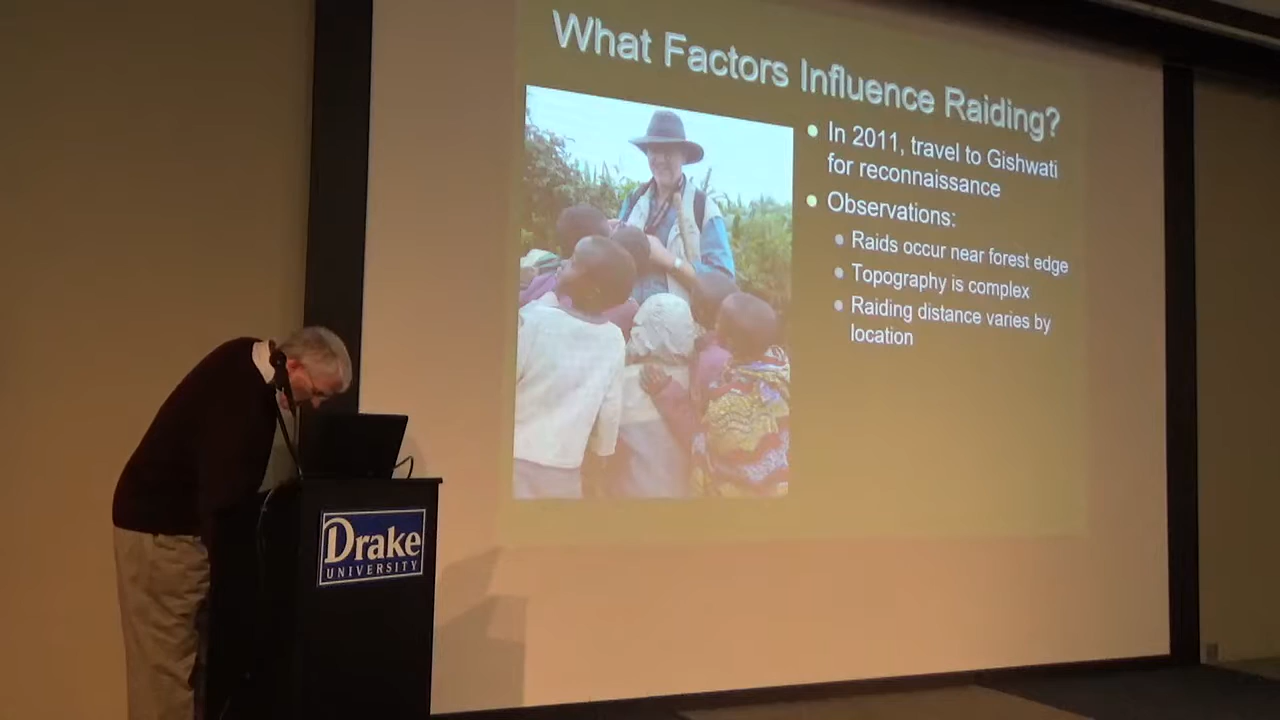 What Factors Influence Raiding?
In 2011, travel to Gishwati
for reconnaissance
Observations:
Raids occur near forest edge
Topography is complex
Raiding distance varies by
location
Drake
UNIVERSITY